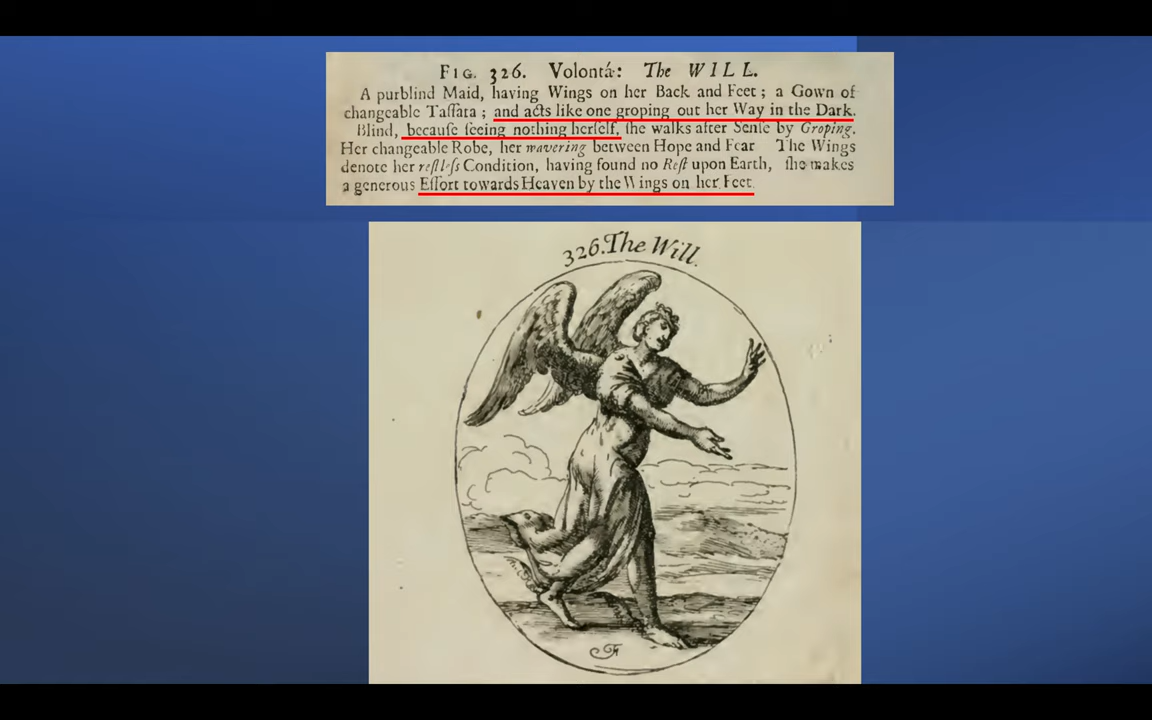 FIG. 326. Volontá: The WILL.
A purblind Maid, having Wings on her Back and Feet; a Gown of
changeable Taffata; and acts like one groping out her Way in the Dark.
Blind, becauſe ſeeing nothing herſelf, ſhe walks after Senſe by Groping.
Her changeable Robe, her wavering between Hope and Fear The Wings
denote her reſtleſs Condition, having found no Reſt upon Earth, ſhe makes
a generous Effort towards Heaven by the Wings on her Feet.
326. The Will.